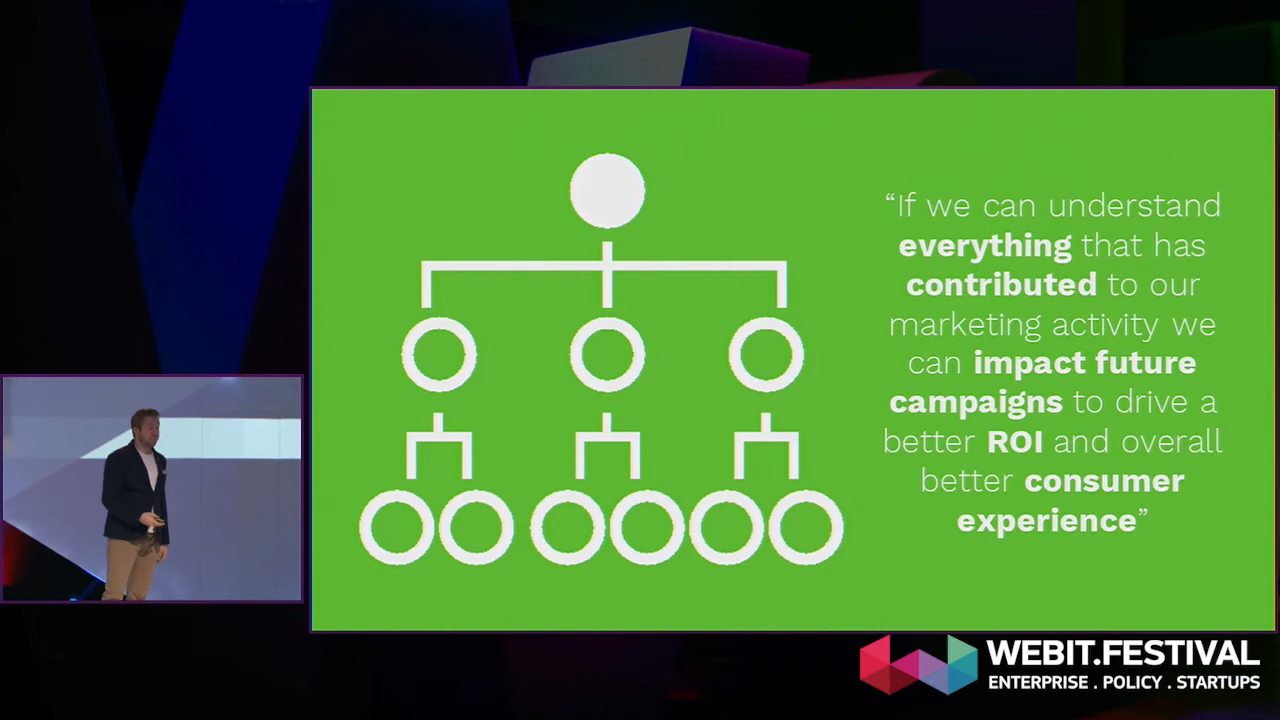 “If we can understand
everything that has
contributed to our
marketing activity we
can impact future
campaigns to drive a
better ROI and overall
better consumer
experience”
WEBIT.FESTIVAL
ENTERPRISE . POLICY . STARTUPS